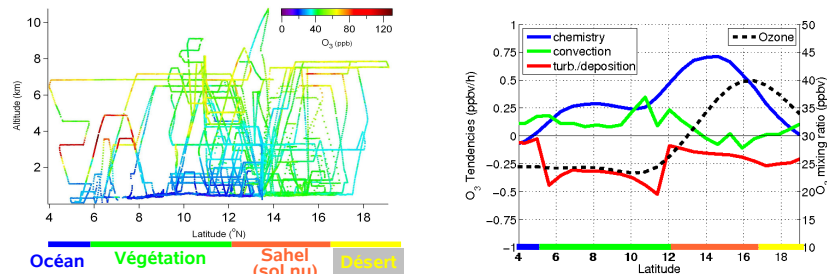 10
8
6
4
2
Altitude (km)
0 40 80 120
O3 (ppb)
4 6 8 10 12 14 16 18
Latitude (°N)
Océan Végétation Sahel Désert
(sol nu)
chemistry
convection
turb./deposition
Ozone
1
0.75
0.5
0.25
0
−0.25
−0.5
−0.75
−1
O3 Tendencies (ppbv/h)
50
45
40
35
30
25
20
15
10
O3 mixing ratio (ppbv)
4 6 8 10 12 14 16 18
Latitude